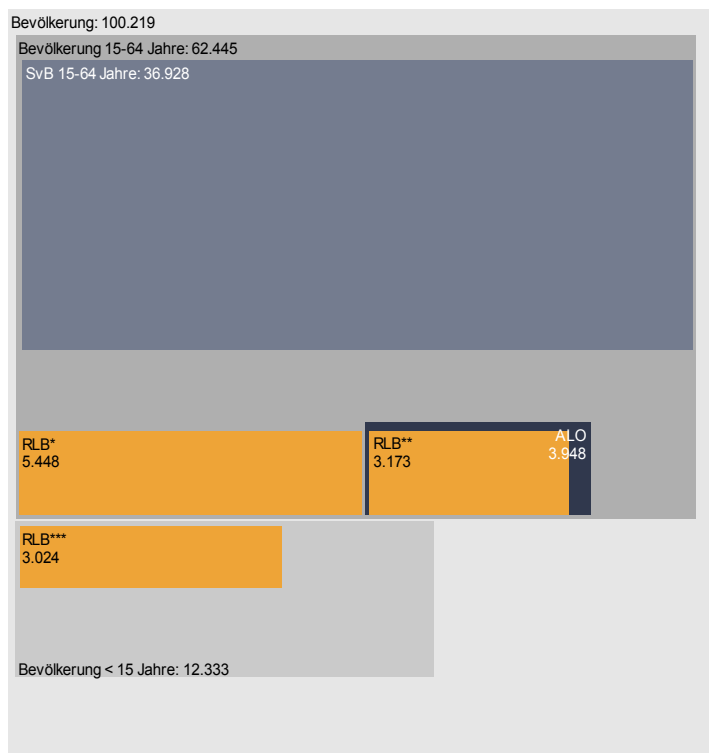 Bevölkerung: 100.219
Bevölkerung 15-64 Jahre: 62.445
SvB 15-64 Jahre: 36.928
RLB*
5.448
RLB**
3.173
ALO
3.948
RLB***
3.024
Bevölkerung < 15 Jahre: 12.333